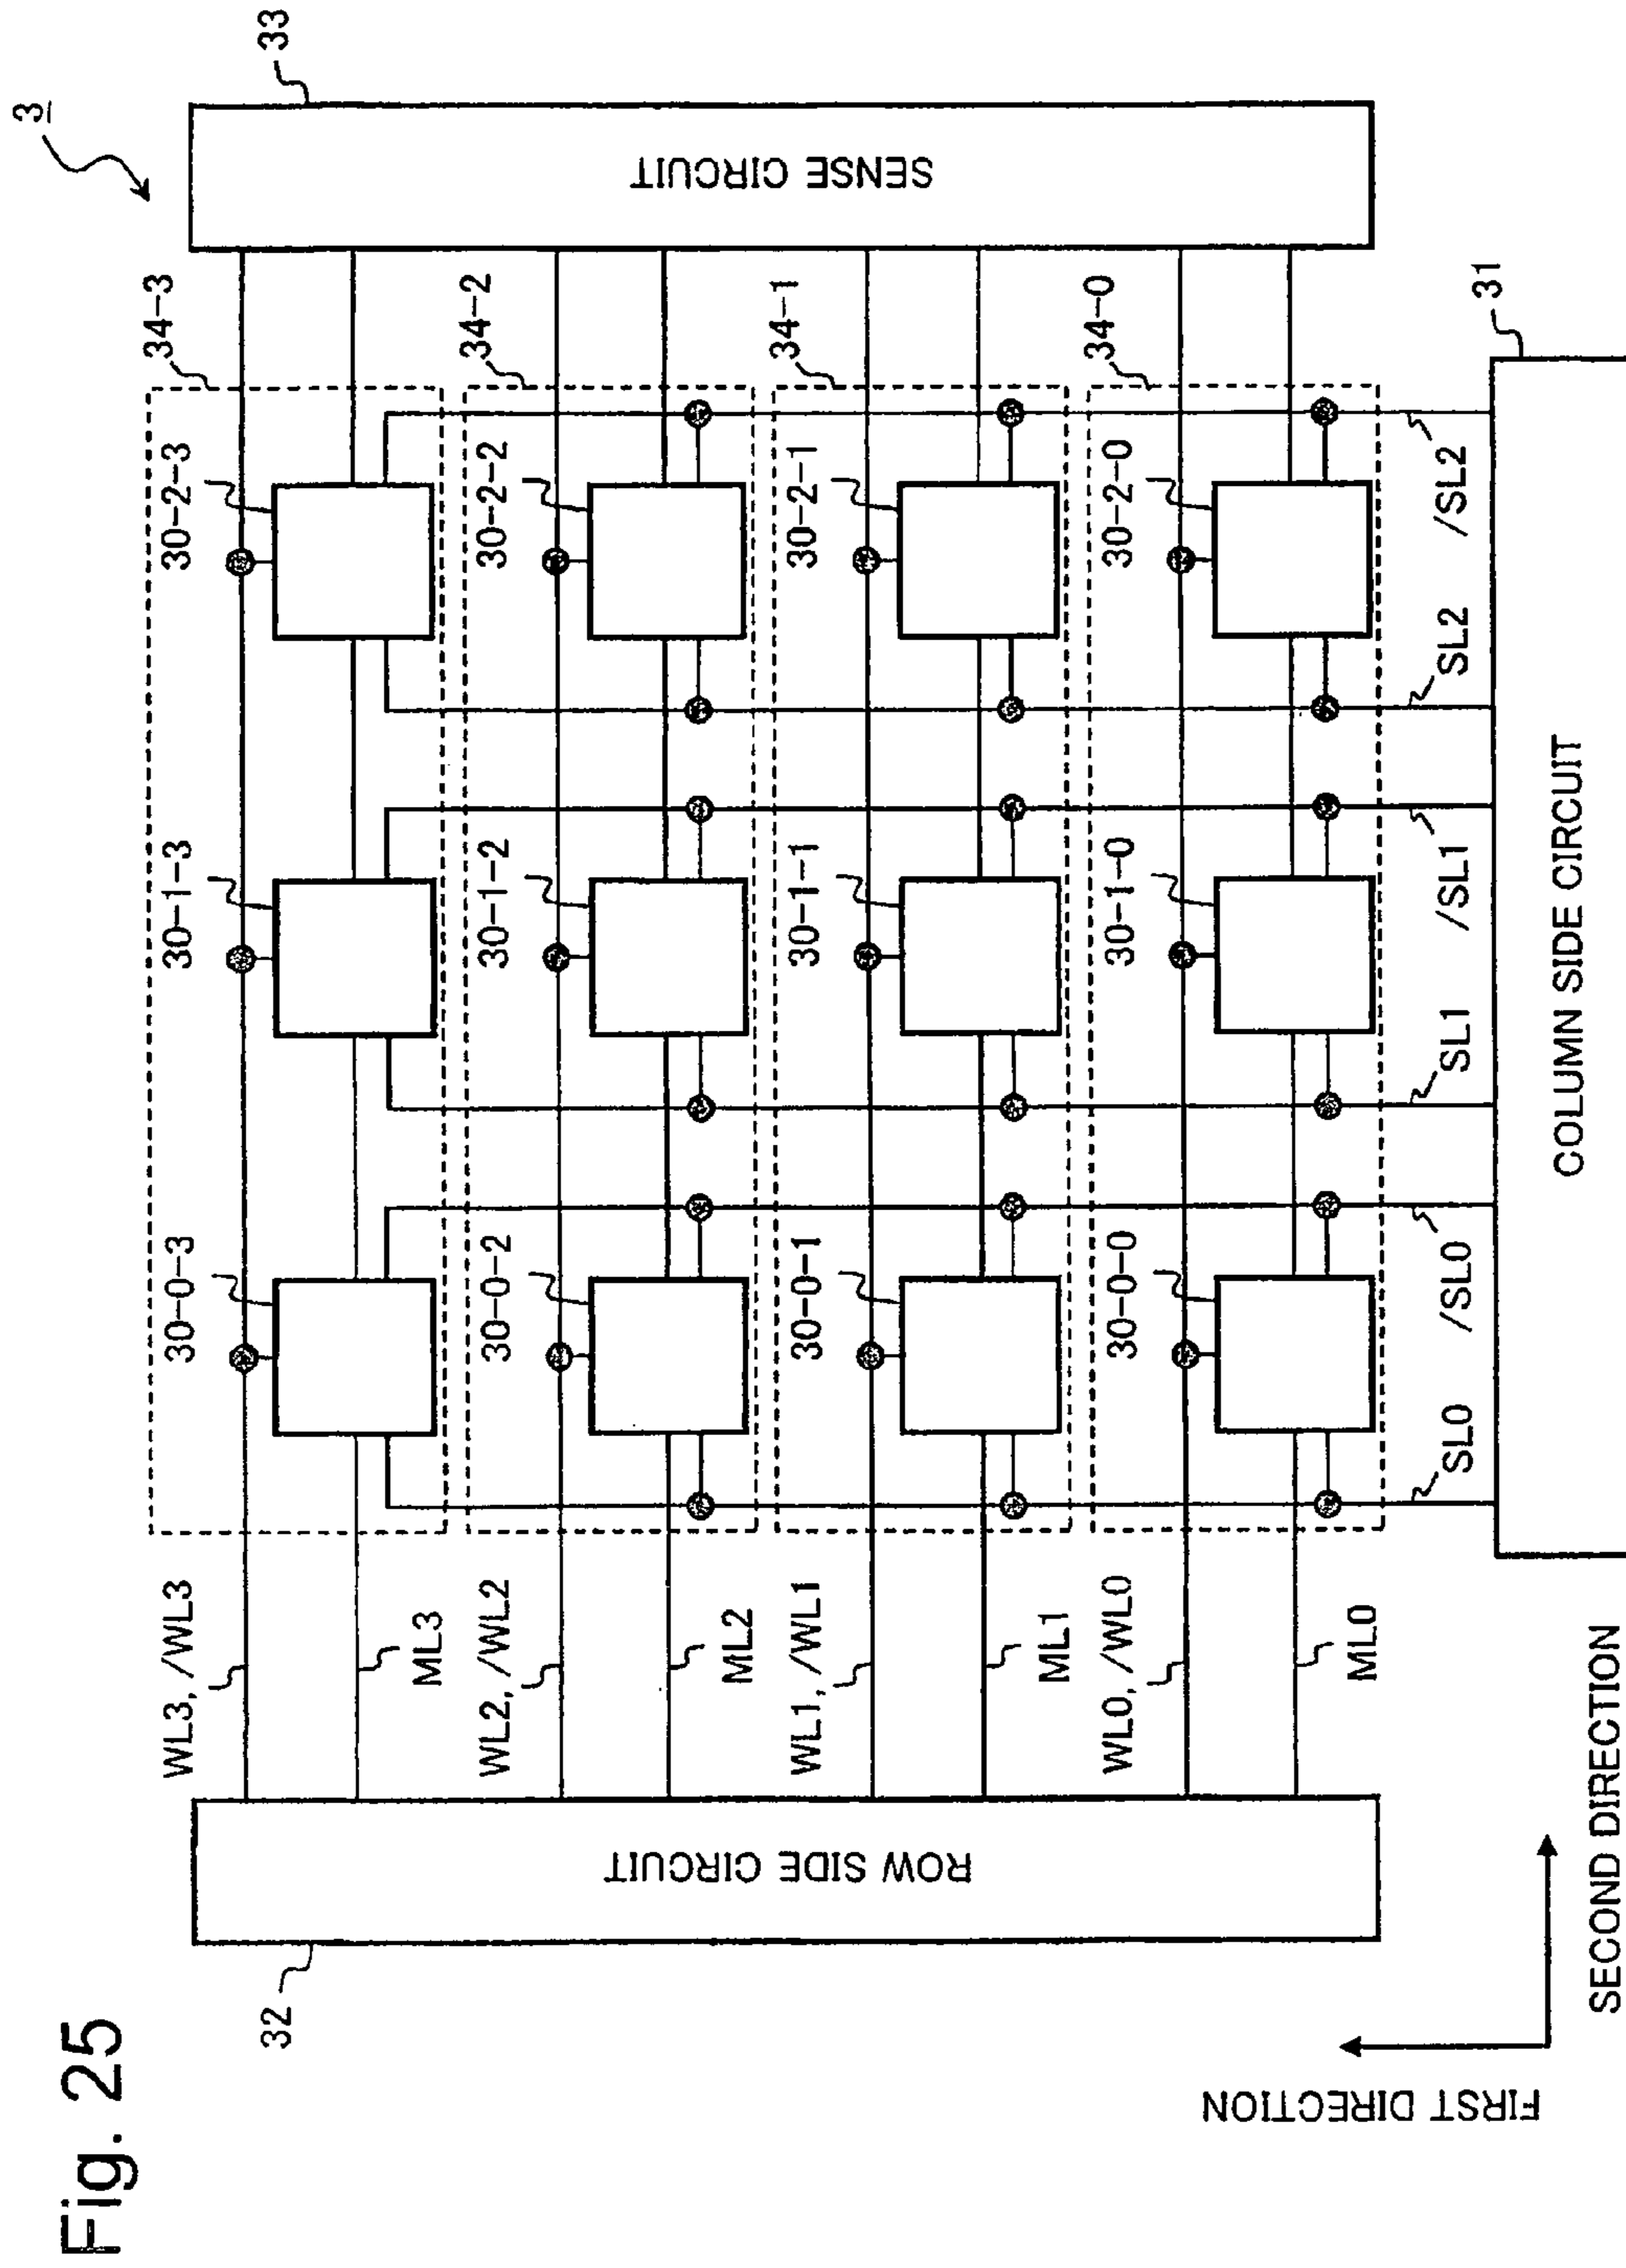 Fig. 25
3
32
33
ROW SIDE CIRCUIT
SENSE CIRCUIT
34-3
30-0-3
30-1-3
30-2-3
WL3, /WL3
ML3
34-2
30-0-2
30-1-2
30-2-2
WL2, /WL2
ML2
34-1
30-0-1
30-1-1
30-2-1
WL1, /WL1
ML1
34-0
30-0-0
30-1-0
30-2-0
WL0, /WL0
ML0
SL0
/SL0
SL1
/SL1
SL2
/SL2
31
COLUMN SIDE CIRCUIT
FIRST DIRECTION
SECOND DIRECTION